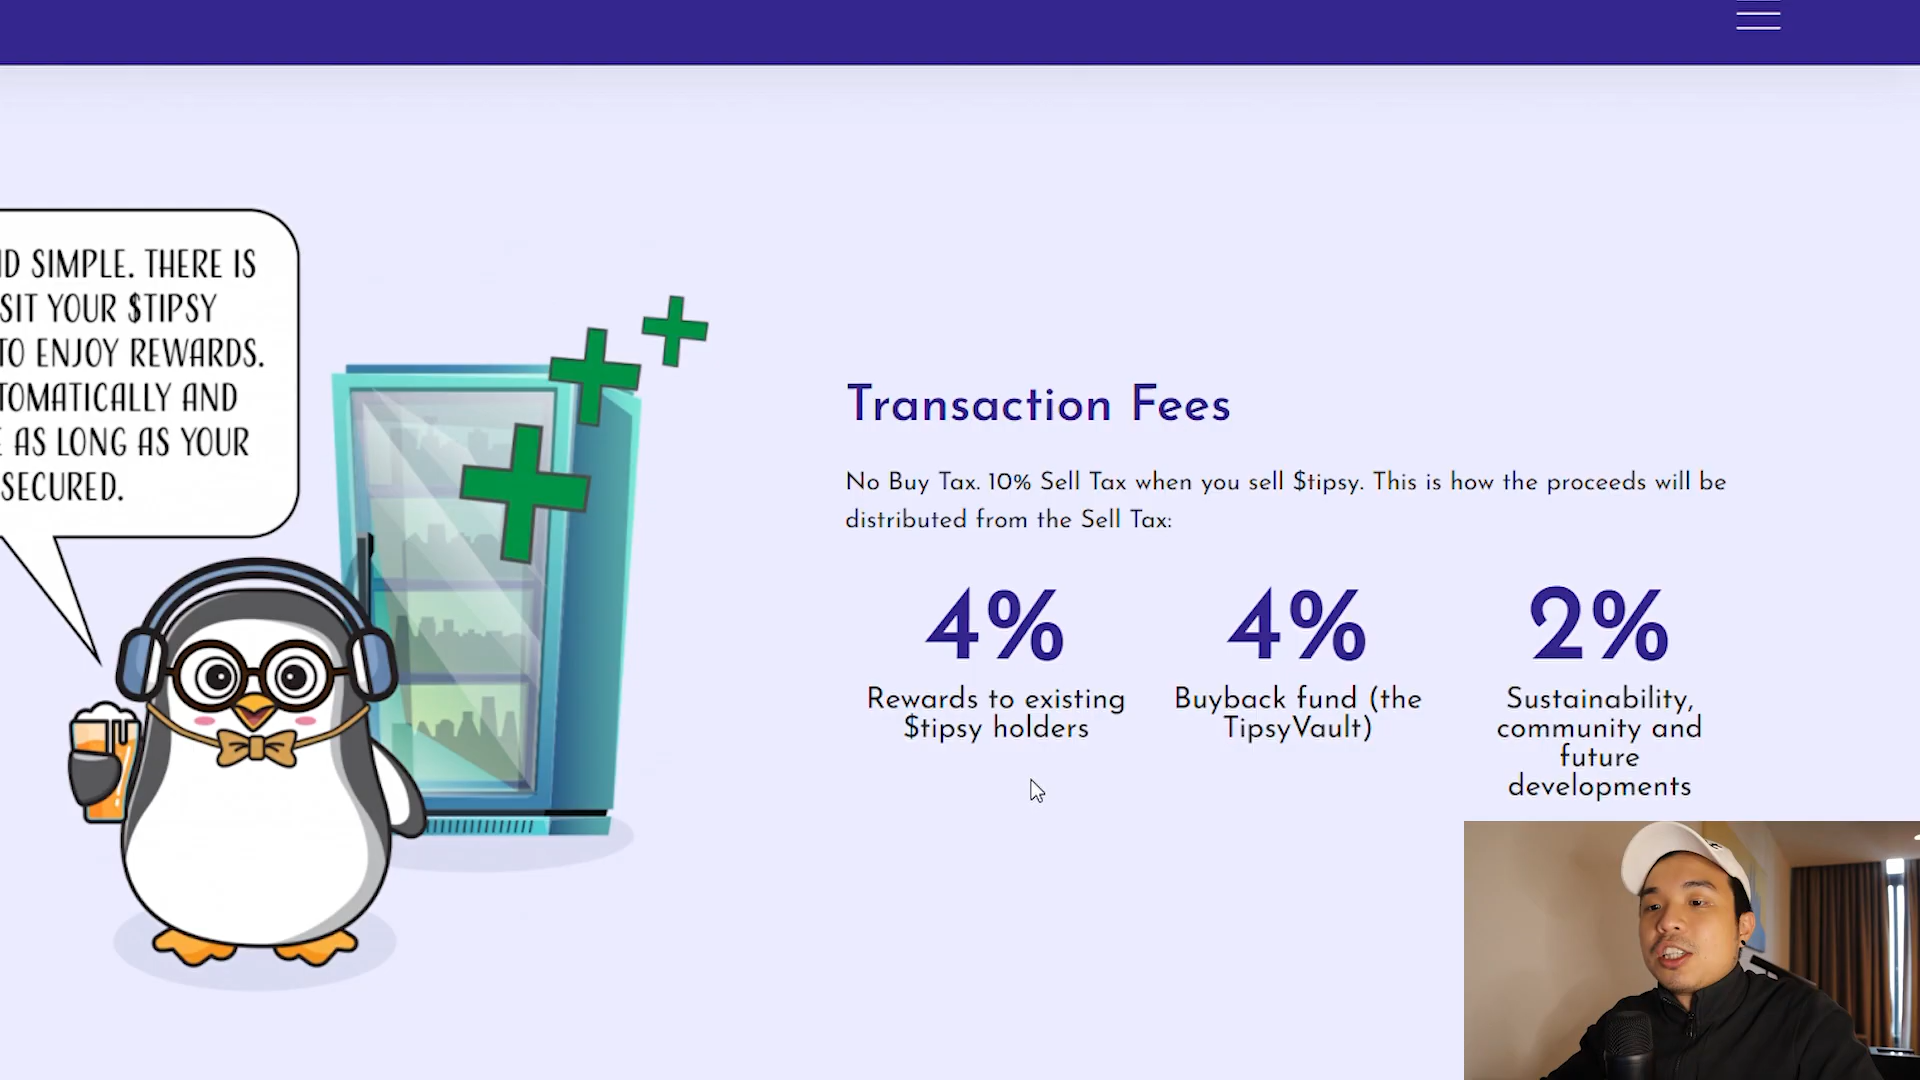 ND SIMPLE. THERE IS
SIT YOUR $TIPSY
TO ENJOY REWARDS.
TOMATICALLY AND
E AS LONG AS YOUR
SECURED.
Transaction Fees
No Buy Tax. 10% Sell Tax when you sell $tipsy. This is how the proceeds will be
distributed from the Sell Tax:
4%
Rewards to existing
$tipsy holders
4%
Buyback fund (the
TipsyVault)
2%
Sustainability,
community and
future
developments